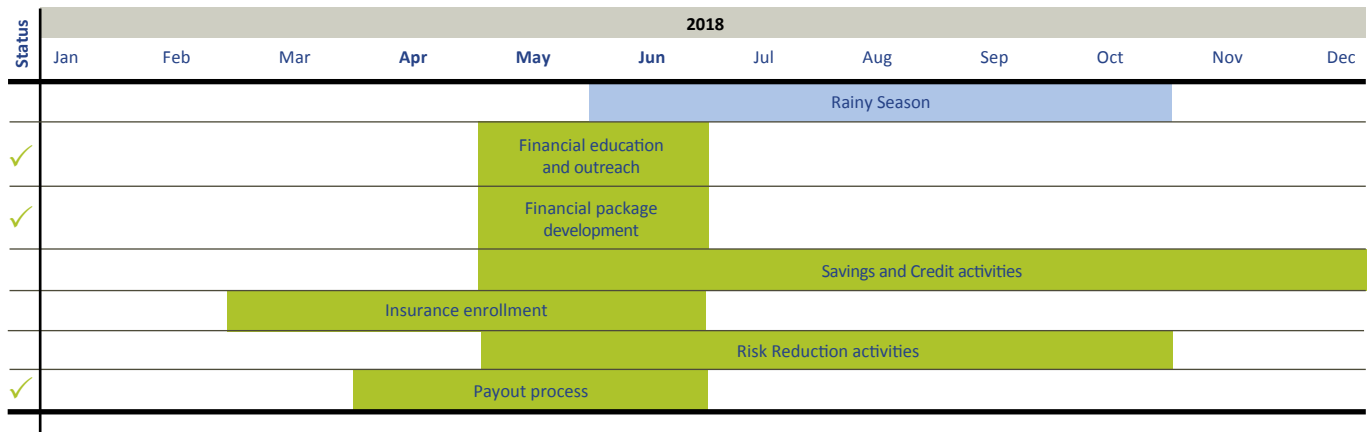 Status
2018
Jan Feb Mar Apr May Jun Jul Aug Sep Oct Nov Dec
Rainy Season
Financial education
and outreach
Financial package
development
Savings and Credit activities
Insurance enrollment
Risk Reduction activities
Payout process